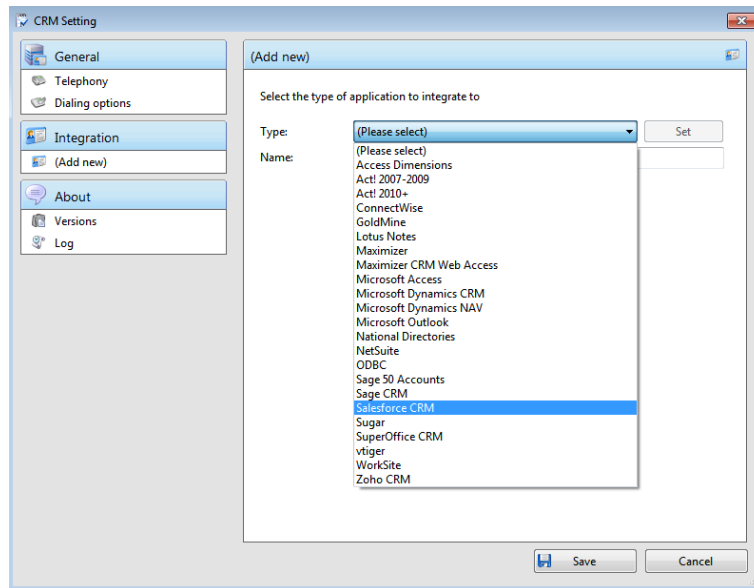 CRM Setting
General
Telephony
Dialing options
Integration
(Add new)
About
Versions
Log
(Add new)
Select the type of application to integrate to
Type:
(Please select)
Set
Name:
(Please select)
Access Dimensions
Act! 2007-2009
Act! 2010+
ConnectWise
GoldMine
Lotus Notes
Maximizer
Maximizer CRM Web Access
Microsoft Access
Microsoft Dynamics CRM
Microsoft Dynamics NAV
Microsoft Outlook
National Directories
NetSuite
ODBC
Sage 50 Accounts
Sage CRM
Salesforce CRM
Sugar
SuperOffice CRM
vtiger
WorkSite
Zoho CRM
Save
Cancel